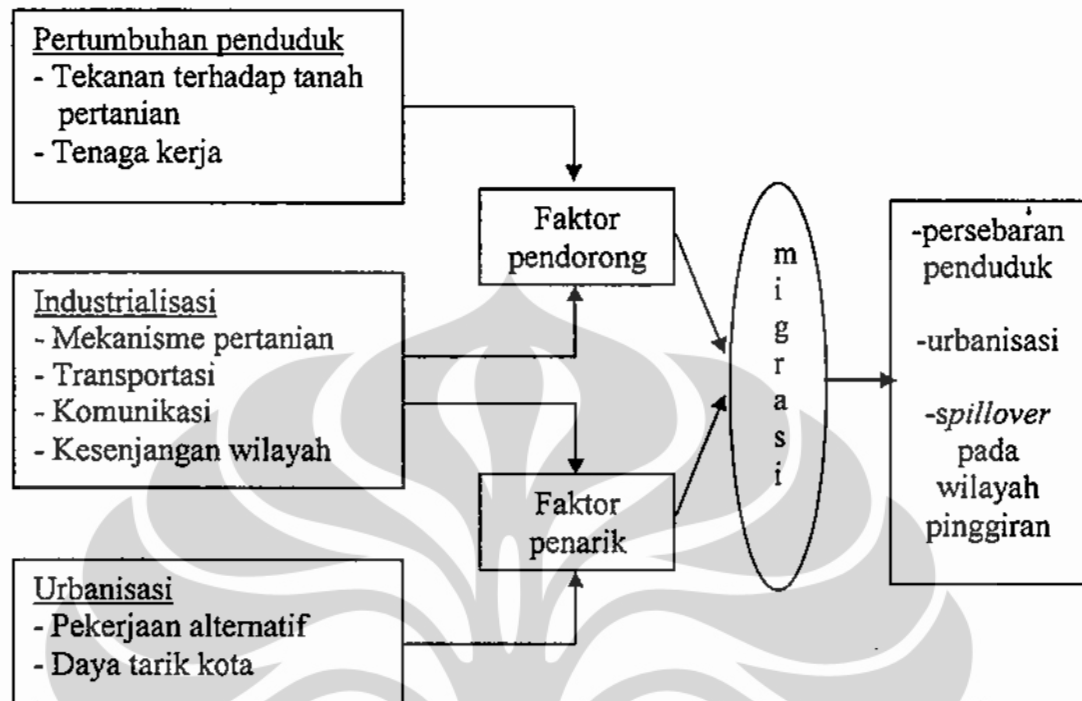 Pertumbuhan penduduk
- Tekanan terhadap tanah
pertanian
- Tenaga kerja
Industrialisasi
- Mekanisme pertanian
- Transportasi
- Komunikasi
- Kesenjangan wilayah
Urbanisasi
- Pekerjaan alternatif
- Daya tarik kota
Faktor
pendorong
Faktor
penarik
migrasi
-persebaran
penduduk
-urbanisasi
-spillover
pada
wilayah
pinggiran